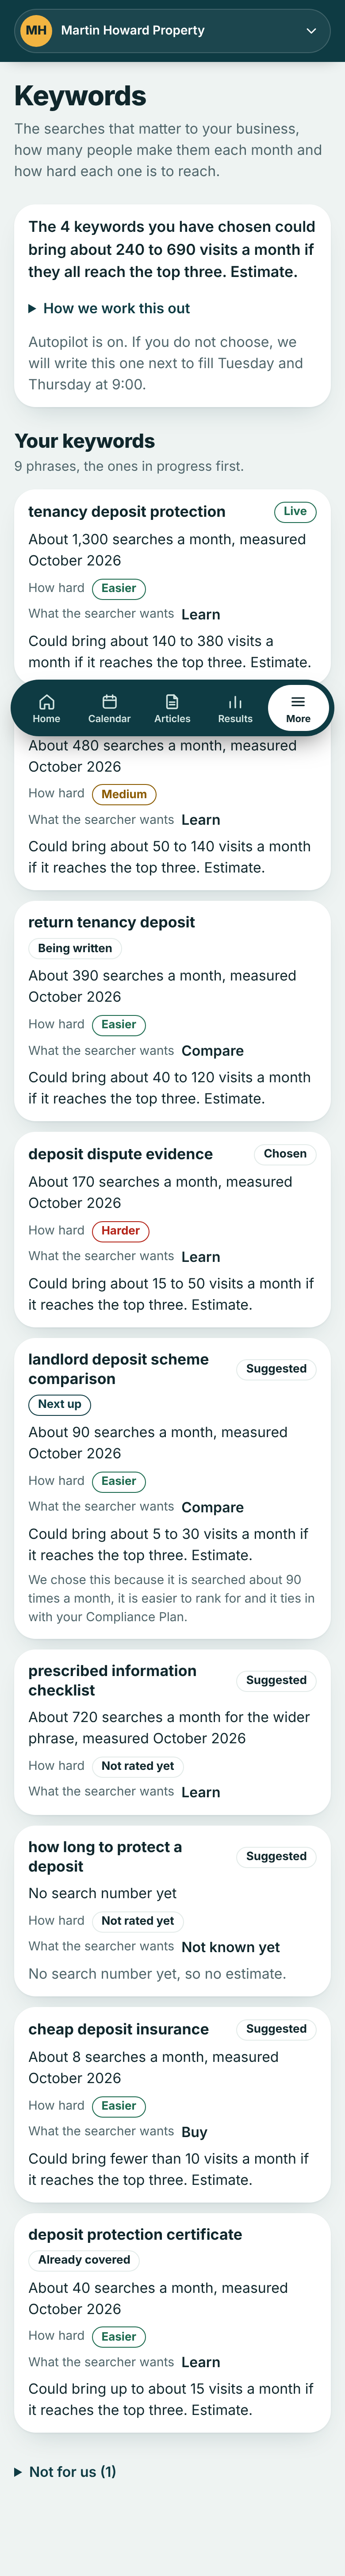 MH Martin Howard Property
Keywords
The searches that matter to your business,
how many people make them each month and
how hard each one is to reach.
The 4 keywords you have chosen could
bring about 240 to 690 visits a month if
they all reach the top three. Estimate.
How we work this out
Autopilot is on. If you do not choose, we
will write this one next to fill Tuesday and
Thursday at 9:00.
Your keywords
9 phrases, the ones in progress first.
tenancy deposit protection Live
About 1,300 searches a month, measured
October 2026
How hard Easier
What the searcher wants Learn
Could bring about 140 to 380 visits a
month if it reaches the top three. Estimate.
Home Calendar Articles Results More
About 480 searches a month, measured
October 2026
How hard Medium
What the searcher wants Learn
Could bring about 50 to 140 visits a month
if it reaches the top three. Estimate.
return tenancy deposit
Being written
About 390 searches a month, measured
October 2026
How hard Easier
What the searcher wants Compare
Could bring about 40 to 120 visits a month
if it reaches the top three. Estimate.
deposit dispute evidence Chosen
About 170 searches a month, measured
October 2026
How hard Harder
What the searcher wants Learn
Could bring about 15 to 50 visits a month if
it reaches the top three. Estimate.
landlord deposit scheme
comparison Suggested
Next up
About 90 searches a month, measured
October 2026
How hard Easier
What the searcher wants Compare
Could bring about 5 to 30 visits a month if
it reaches the top three. Estimate.
We chose this because it is searched about 90
times a month, it is easier to rank for and it ties in
with your Compliance Plan.
prescribed information
checklist Suggested
About 720 searches a month for the wider
phrase, measured October 2026
How hard Not rated yet
What the searcher wants Learn
how long to protect a
deposit Suggested
No search number yet
How hard Not rated yet
What the searcher wants Not known yet
No search number yet, so no estimate.
cheap deposit insurance Suggested
About 8 searches a month, measured
October 2026
How hard Easier
What the searcher wants Buy
Could bring fewer than 10 visits a month if
it reaches the top three. Estimate.
deposit protection certificate
Already covered
About 40 searches a month, measured
October 2026
How hard Easier
What the searcher wants Learn
Could bring up to about 15 visits a month if
it reaches the top three. Estimate.
Not for us (1)